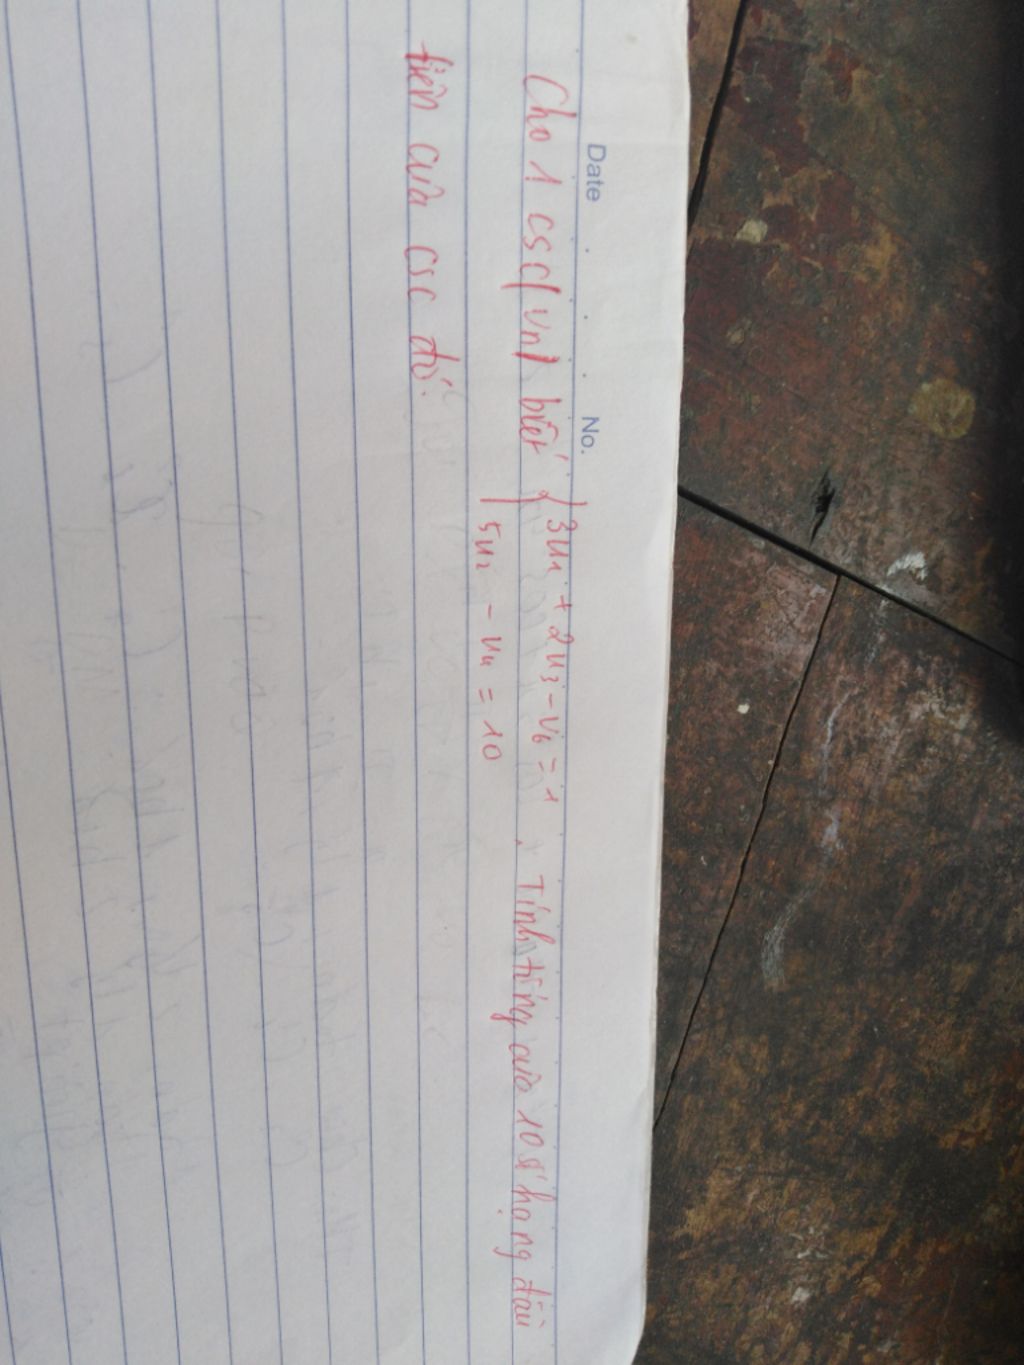 Date . . . No.
Cho 1 csc (un) biết { 3u1 + 2u3 - u6 = 1 . Tính tổng của 10 số hạng đầu
5u2 - u4 = 10
tiên của csc đó.